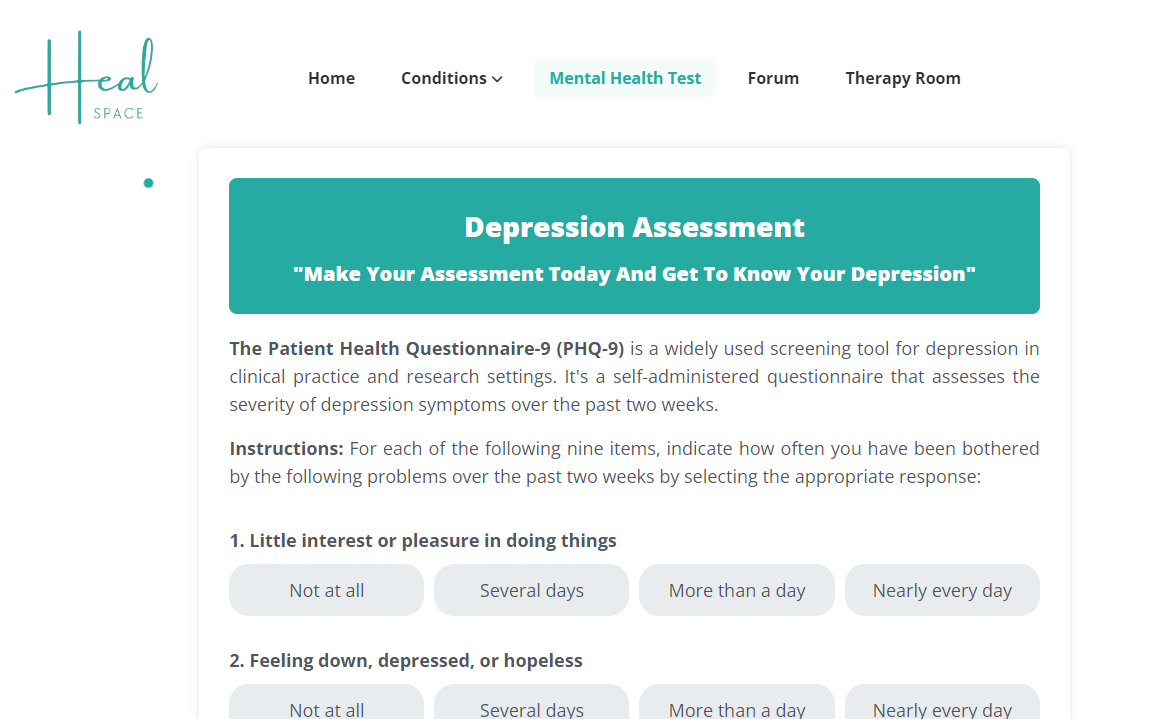 Heal
SPACE
Home Conditions Mental Health Test Forum Therapy Room
Depression Assessment
"Make Your Assessment Today And Get To Know Your Depression"
The Patient Health Questionnaire-9 (PHQ-9) is a widely used screening tool for depression in
clinical practice and research settings. It's a self-administered questionnaire that assesses the
severity of depression symptoms over the past two weeks.
Instructions: For each of the following nine items, indicate how often you have been bothered
by the following problems over the past two weeks by selecting the appropriate response:
1. Little interest or pleasure in doing things
Not at all Several days More than a day Nearly every day
2. Feeling down, depressed, or hopeless
Not at all Several days More than a day Nearly every day